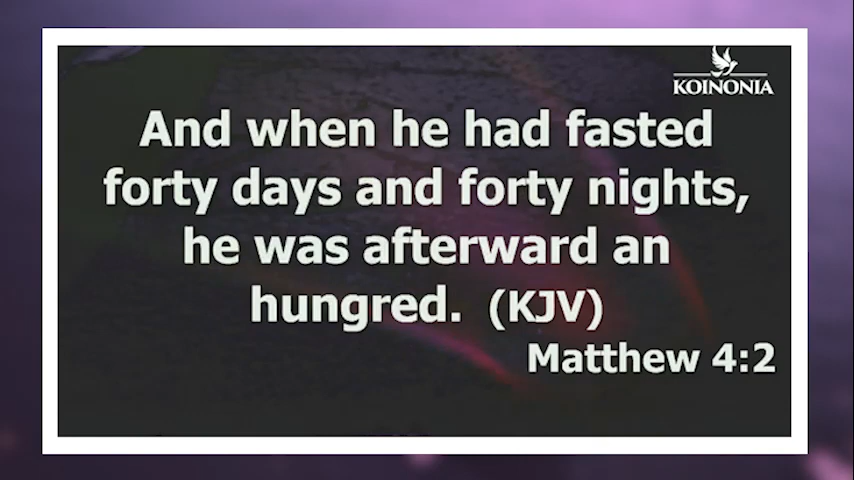 KOINONIA
And when he had fasted
forty days and forty nights,
he was afterward an
hungred. (KJV)
Matthew 4:2